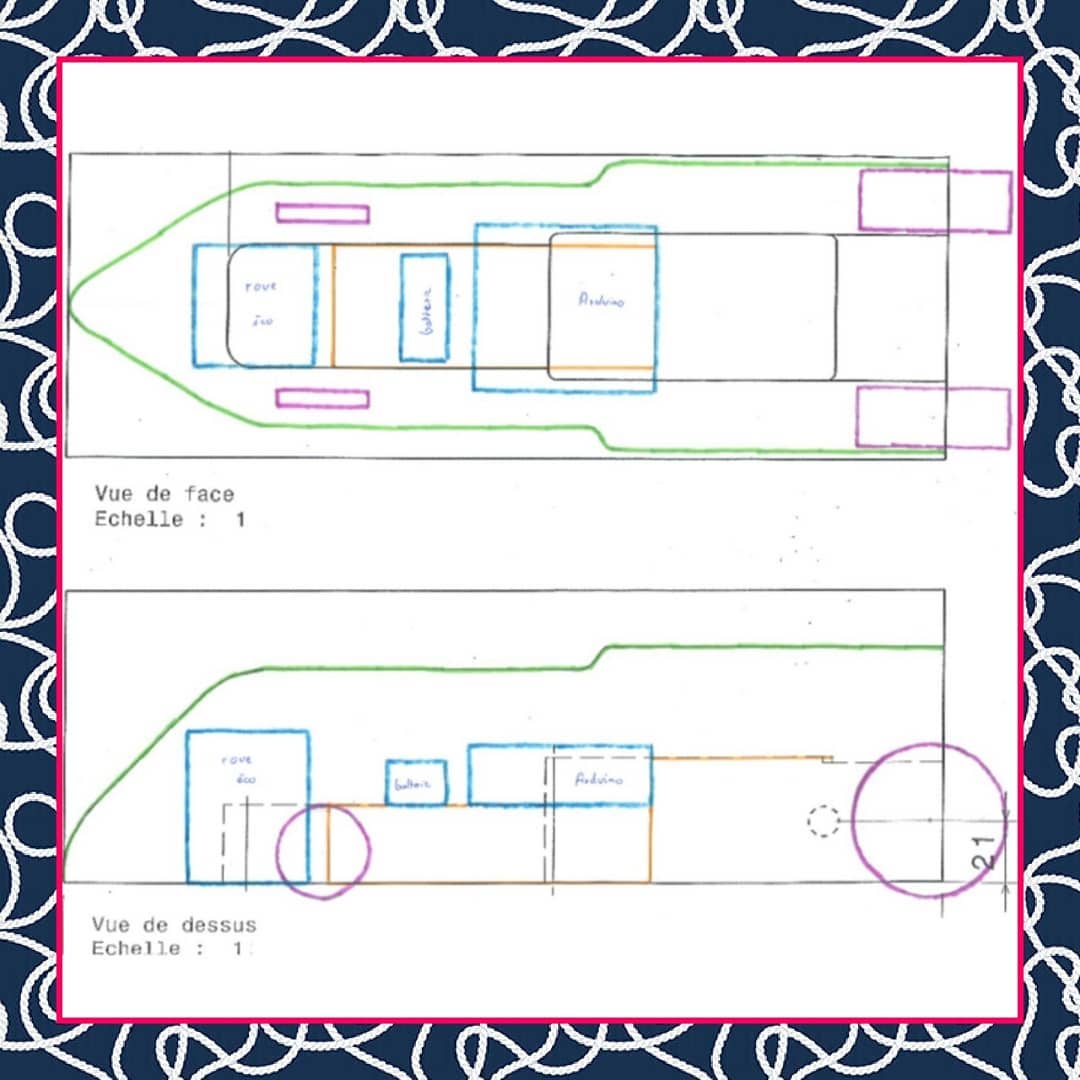 roue
éco
batterie
Arduino
Vue de face
Echelle : 1
roue
éco
batterie
Arduino
21
Vue de dessus
Echelle : 1